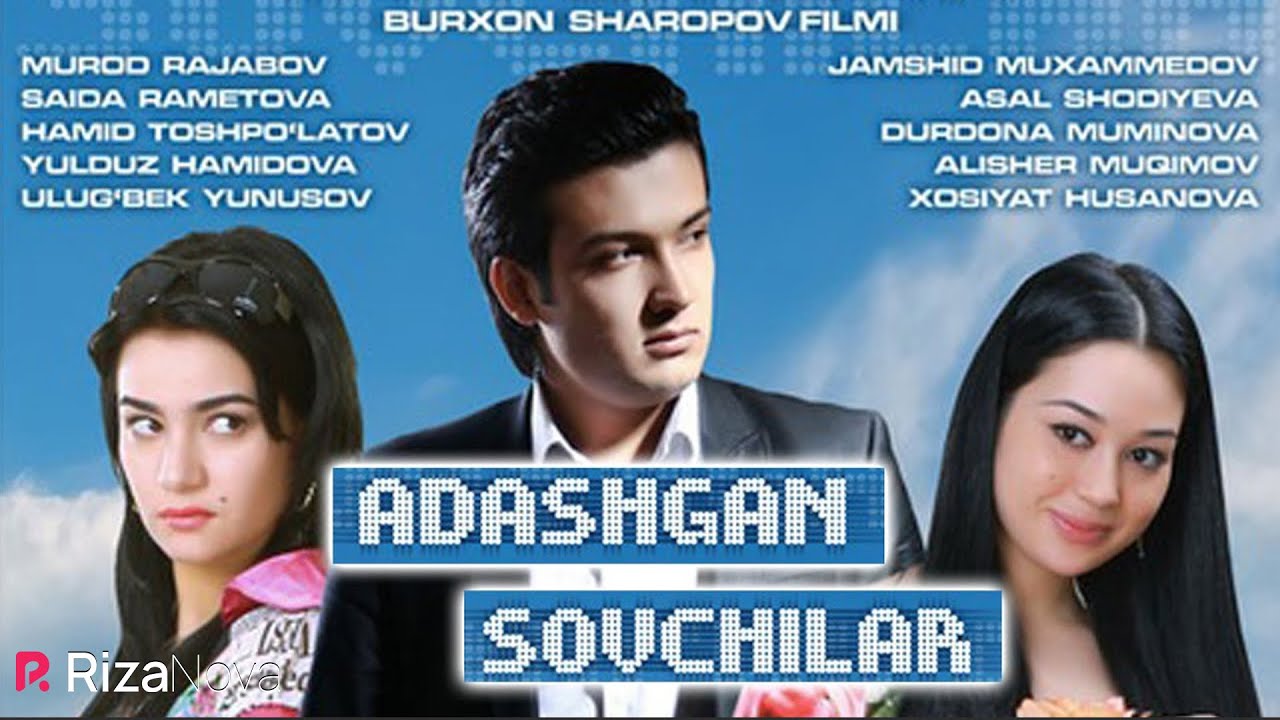 BURXON SHAROPOV FILMI
MUROD RAJABOV
SAIDA RAMETOVA
HAMID TOSHPO‘LATOV
YULDUZ HAMIDOVA
ULUG‘BEK YUNUSOV
JAMSHID MUXAMMEDOV
ASAL SHODIYEVA
DURDONA MUMINOVA
ALISHER MUQIMOV
XOSIYAT HUSANOVA
ADASHGAN
SOVCHILAR
RizaNova